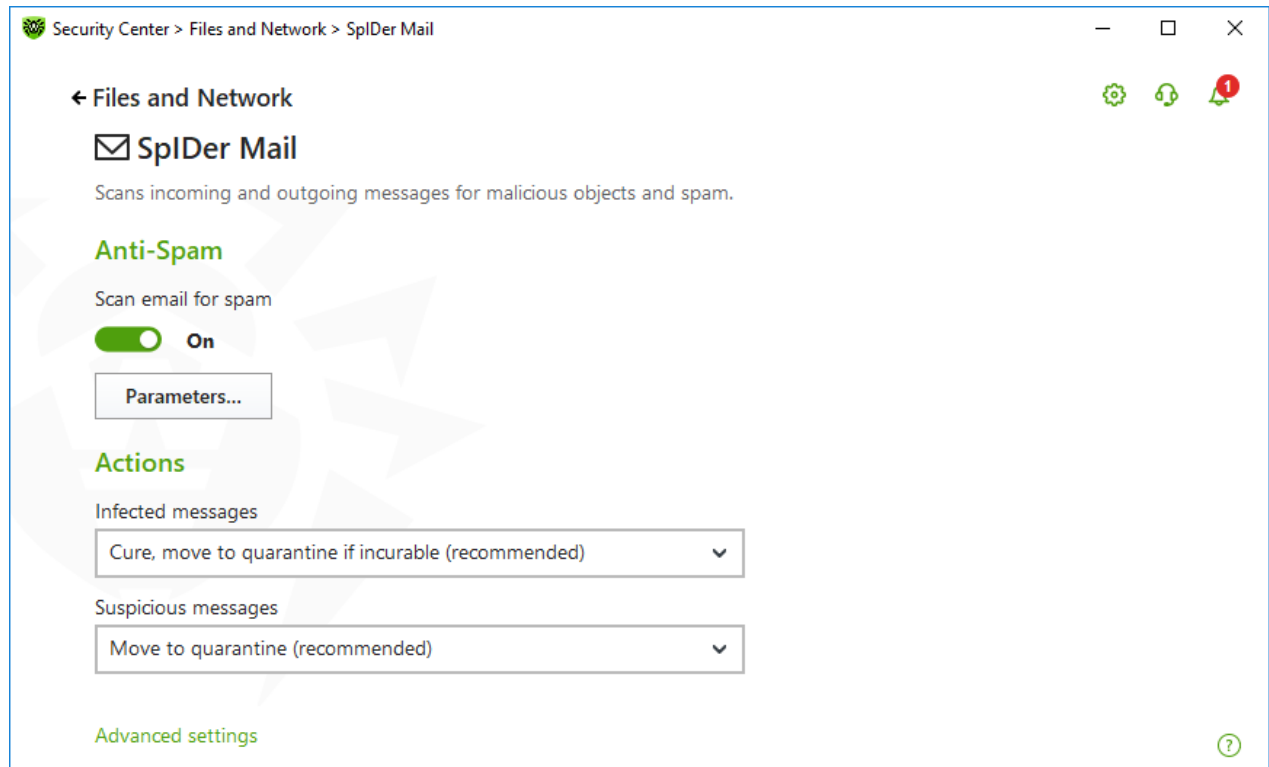 Security Center > Files and Network > SpIDer Mail
Files and Network
1
SpIDer Mail
Scans incoming and outgoing messages for malicious objects and spam.
Anti-Spam
Scan email for spam
On
Parameters...
Actions
Infected messages
Cure, move to quarantine if incurable (recommended)
Suspicious messages
Move to quarantine (recommended)
Advanced settings
?